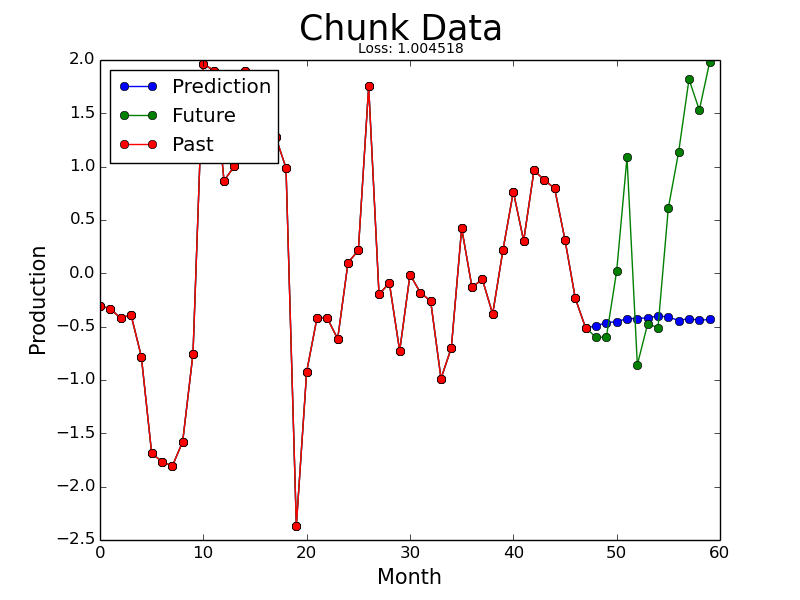 Chunk Data
Loss: 1.004518
Prediction
Future
Past
Production
2.0
1.5
1.0
0.5
0.0
−0.5
−1.0
−1.5
−2.0
−2.5
0 10 20 30 40 50 60
Month